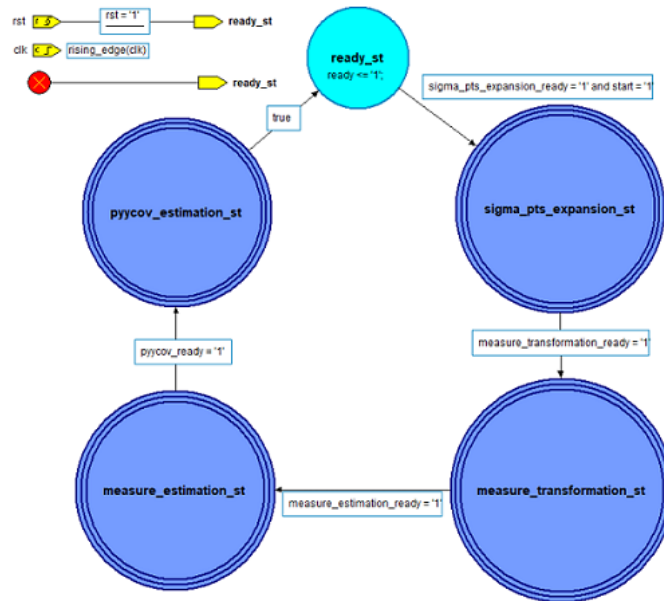 rst
r
rst = '1'
ready_st
clk
c
rising_edge(clk)
ready_st
ready_st
ready <= '1';
sigma_pts_expansion_ready = '1' and start = '1'
true
pyycov_estimation_st
sigma_pts_expansion_st
pyycov_ready = '1'
measure_transformation_ready = '1'
measure_estimation_st
measure_transformation_st
measure_estimation_ready = '1'